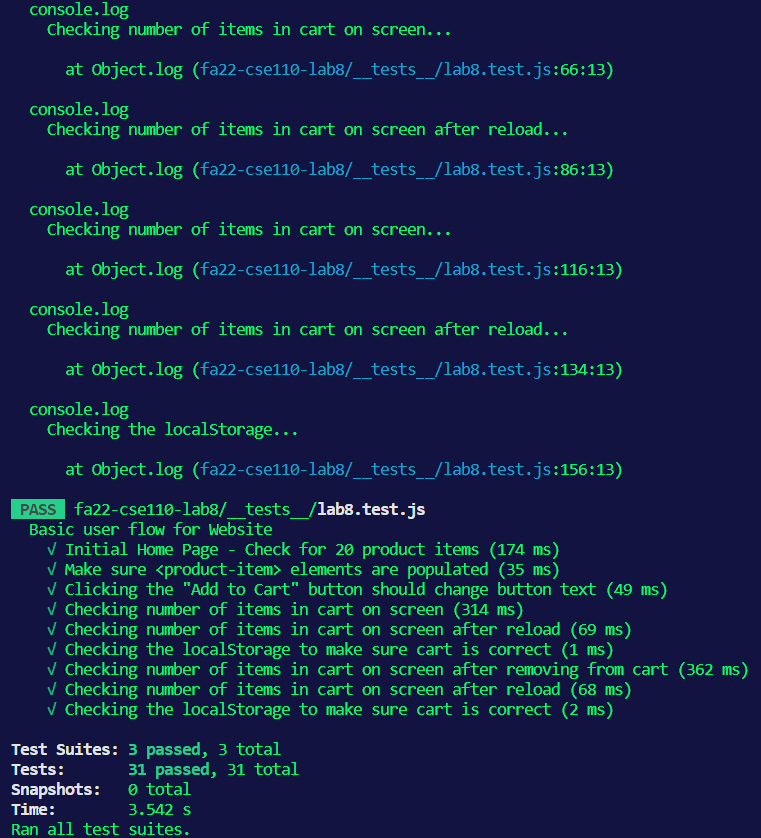 console.log
Checking number of items in cart on screen...
at Object.log (fa22-cse110-lab8/__tests__/lab8.test.js:66:13)
console.log
Checking number of items in cart on screen after reload...
at Object.log (fa22-cse110-lab8/__tests__/lab8.test.js:86:13)
console.log
Checking number of items in cart on screen...
at Object.log (fa22-cse110-lab8/__tests__/lab8.test.js:116:13)
console.log
Checking number of items in cart on screen after reload...
at Object.log (fa22-cse110-lab8/__tests__/lab8.test.js:134:13)
console.log
Checking the localStorage...
at Object.log (fa22-cse110-lab8/__tests__/lab8.test.js:156:13)
PASS fa22-cse110-lab8/__tests__/lab8.test.js
Basic user flow for Website
√ Initial Home Page - Check for 20 product items (174 ms)
√ Make sure <product-item> elements are populated (35 ms)
√ Clicking the "Add to Cart" button should change button text (49 ms)
√ Checking number of items in cart on screen (314 ms)
√ Checking number of items in cart on screen after reload (69 ms)
√ Checking the localStorage to make sure cart is correct (1 ms)
√ Checking number of items in cart on screen after removing from cart (362 ms)
√ Checking number of items in cart on screen after reload (68 ms)
√ Checking the localStorage to make sure cart is correct (2 ms)
Test Suites: 3 passed, 3 total
Tests: 31 passed, 31 total
Snapshots: 0 total
Time: 3.542 s
Ran all test suites.